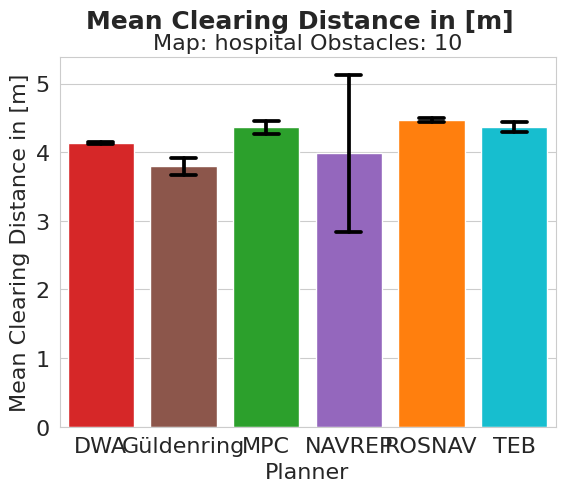 Mean Clearing Distance in [m]
Map: hospital Obstacles: 10
Mean Clearing Distance in [m]
5
4
3
2
1
0
DWA Güldenring MPC NAVREP ROSNAV TEB
Planner